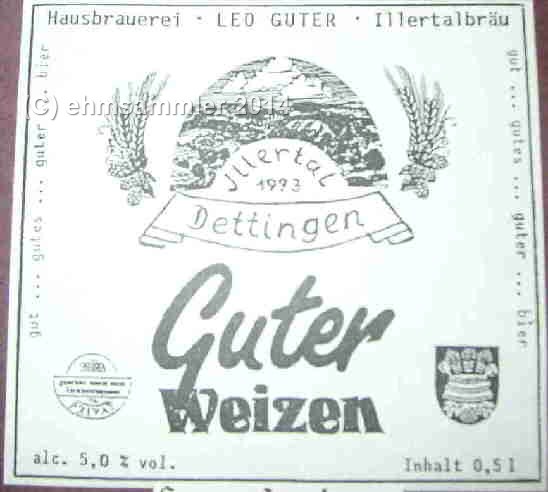 Hausbrauerei · LEO GUTER · Illertalbräu
(C) ehmsammler 2014
gut ... gutes ... guter ... bier
gut ... gutes ... guter ... bier
Illertal
1993
Dettingen
Guter
Weizen
alc. 5,0 % vol.
Inhalt 0,5 l